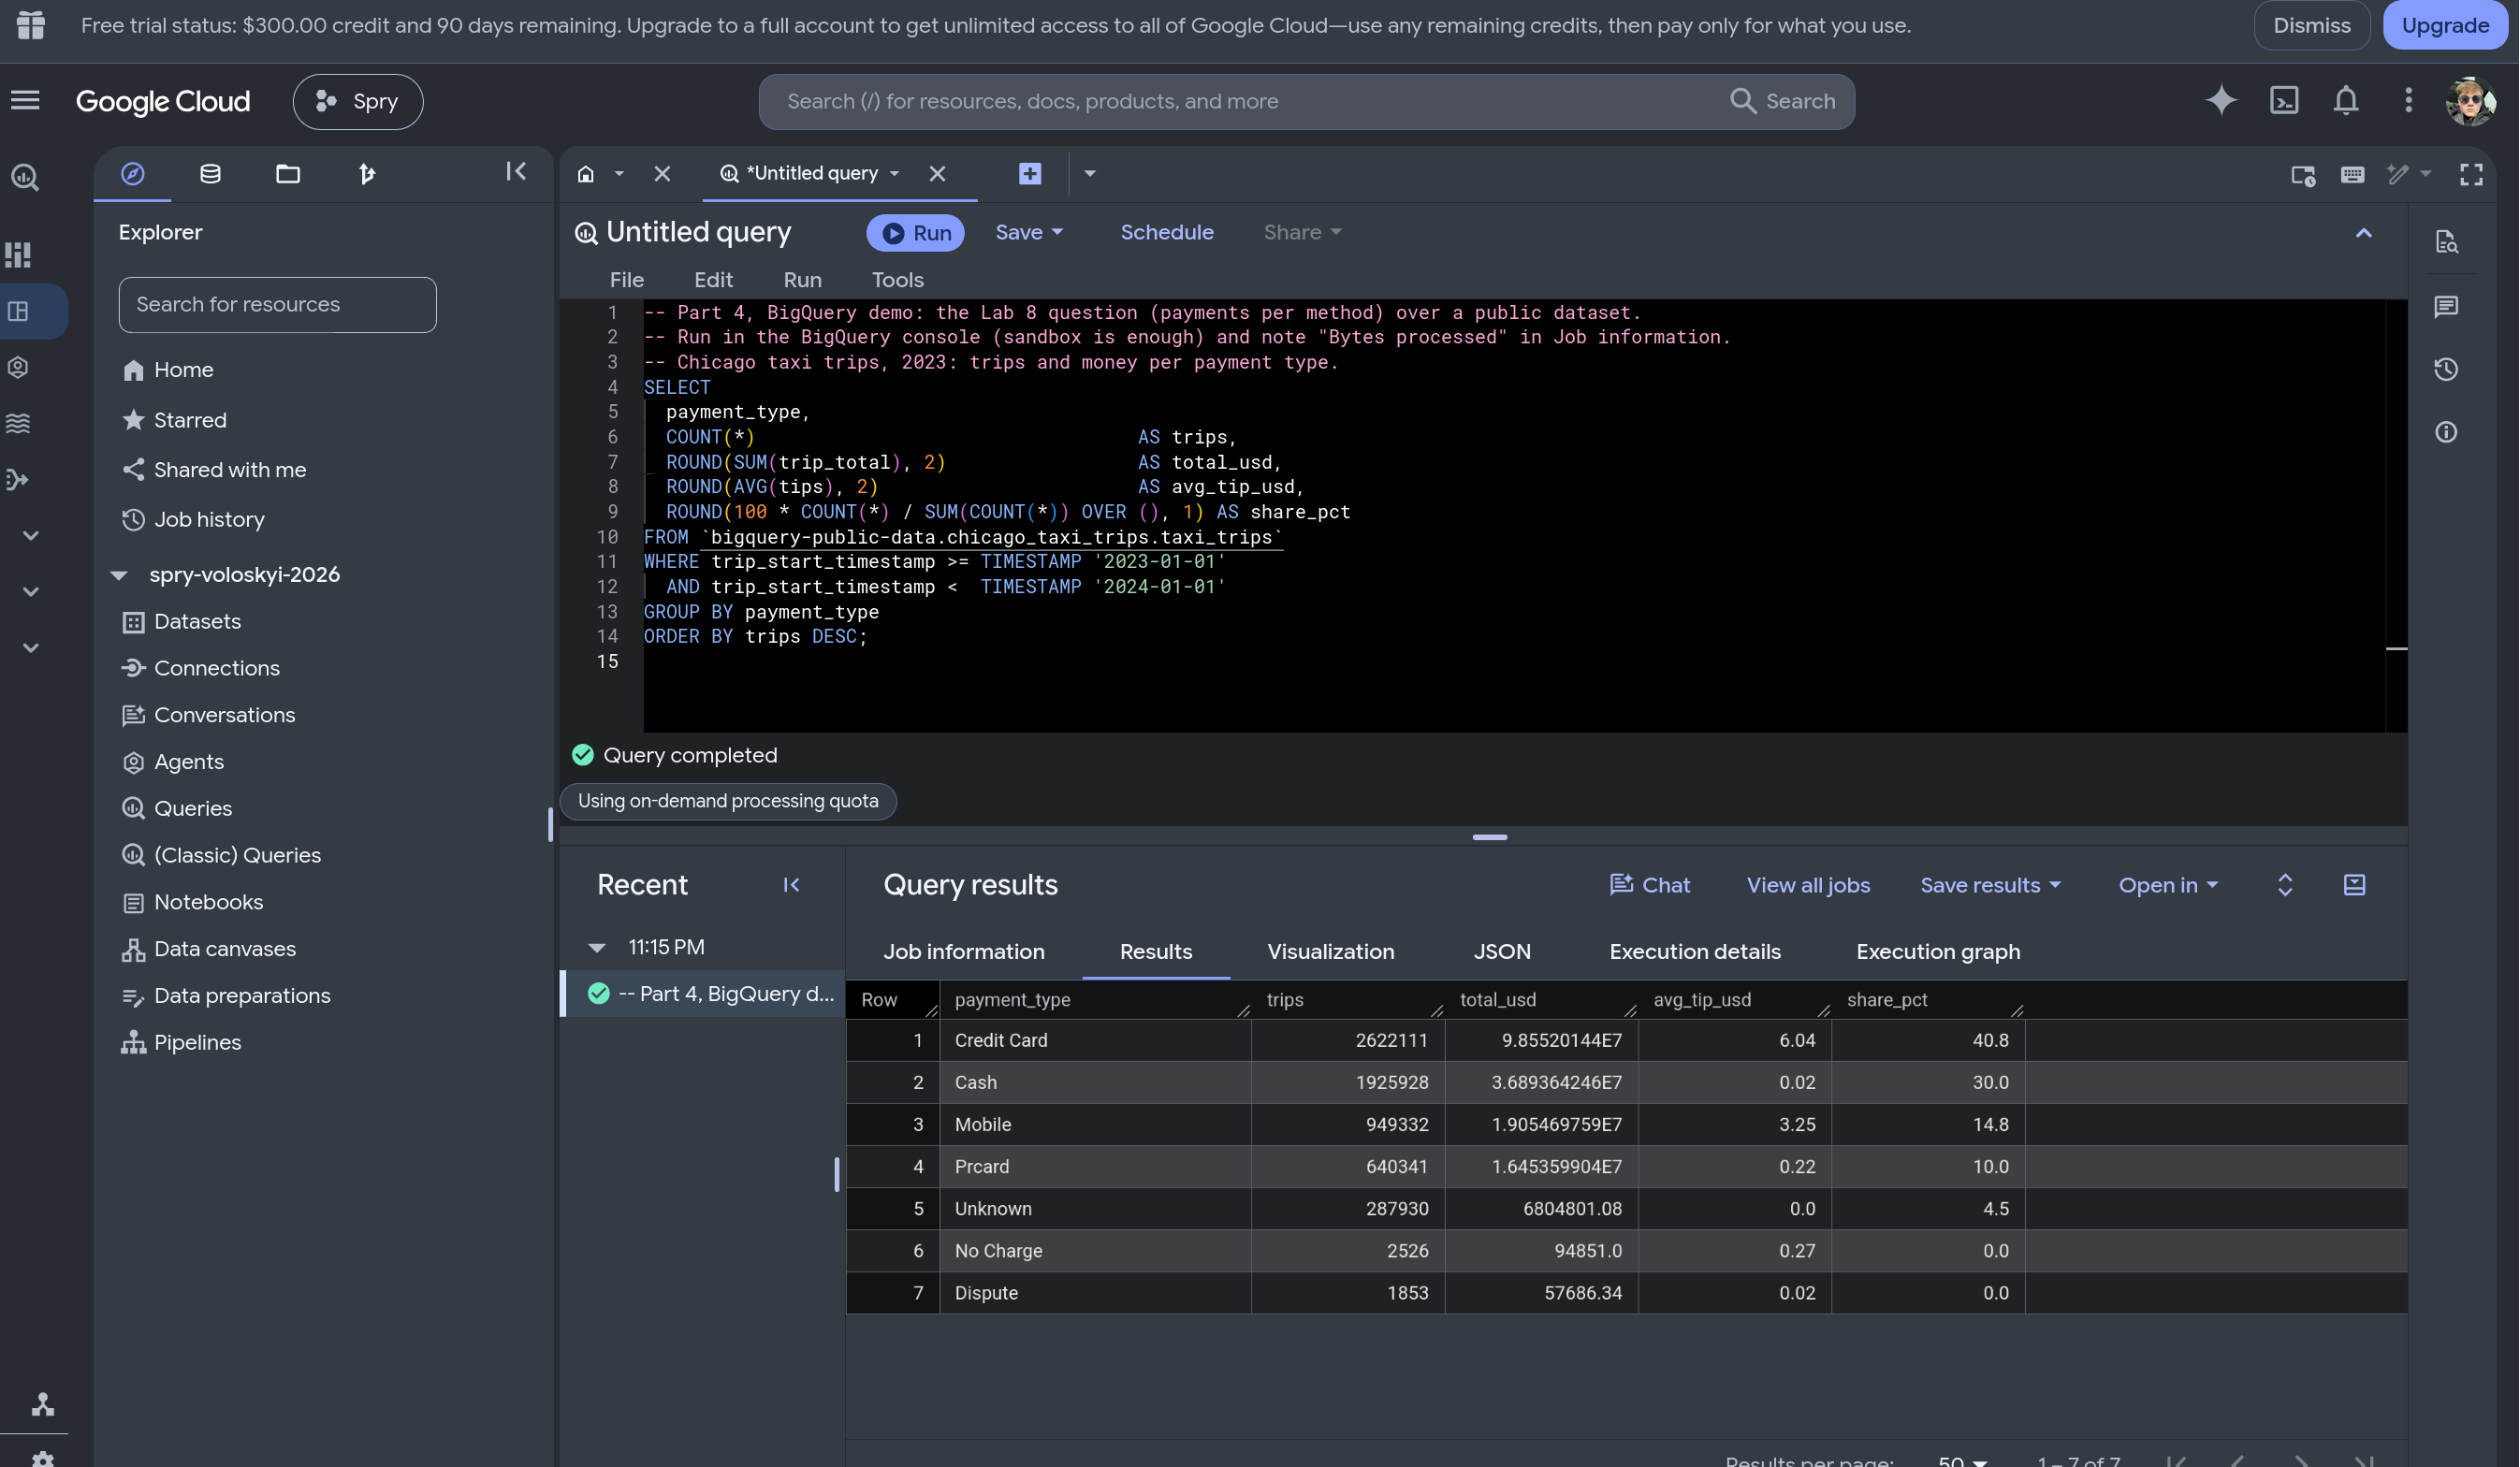 Free trial status: $300.00 credit and 90 days remaining. Upgrade to a full account to get unlimited access to all of Google Cloud—use any remaining credits, then pay only for what you use.
Dismiss
Upgrade
Google Cloud
Spry
Search (/) for resources, docs, products, and more
Search
*Untitled query
Explorer
Search for resources
Home
Starred
Shared with me
Job history
spry-voloskyi-2026
Datasets
Connections
Conversations
Agents
Queries
(Classic) Queries
Notebooks
Data canvases
Data preparations
Pipelines
Untitled query
Run
Save
Schedule
Share
File
Edit
Run
Tools
1 -- Part 4, BigQuery demo: the Lab 8 question (payments per method) over a public dataset.
2 -- Run in the BigQuery console (sandbox is enough) and note "Bytes processed" in Job information.
3 -- Chicago taxi trips, 2023: trips and money per payment type.
4 SELECT
5 payment_type,
6 COUNT(*) AS trips,
7 ROUND(SUM(trip_total), 2) AS total_usd,
8 ROUND(AVG(tips), 2) AS avg_tip_usd,
9 ROUND(100 * COUNT(*) / SUM(COUNT(*)) OVER (), 1) AS share_pct
10 FROM `bigquery-public-data.chicago_taxi_trips.taxi_trips`
11 WHERE trip_start_timestamp >= TIMESTAMP '2023-01-01'
12 AND trip_start_timestamp < TIMESTAMP '2024-01-01'
13 GROUP BY payment_type
14 ORDER BY trips DESC;
15
Query completed
Using on-demand processing quota
Recent
11:15 PM
-- Part 4, BigQuery d...
Query results
Chat
View all jobs
Save results
Open in
Job information
Results
Visualization
JSON
Execution details
Execution graph
Row payment_type trips total_usd avg_tip_usd share_pct
1 Credit Card 2622111 9.85520144E7 6.04 40.8
2 Cash 1925928 3.689364246E7 0.02 30.0
3 Mobile 949332 1.905469759E7 3.25 14.8
4 Prcard 640341 1.645359904E7 0.22 10.0
5 Unknown 287930 6804801.08 0.0 4.5
6 No Charge 2526 94851.0 0.27 0.0
7 Dispute 1853 57686.34 0.02 0.0
Results per page: 50 1 – 7 of 7